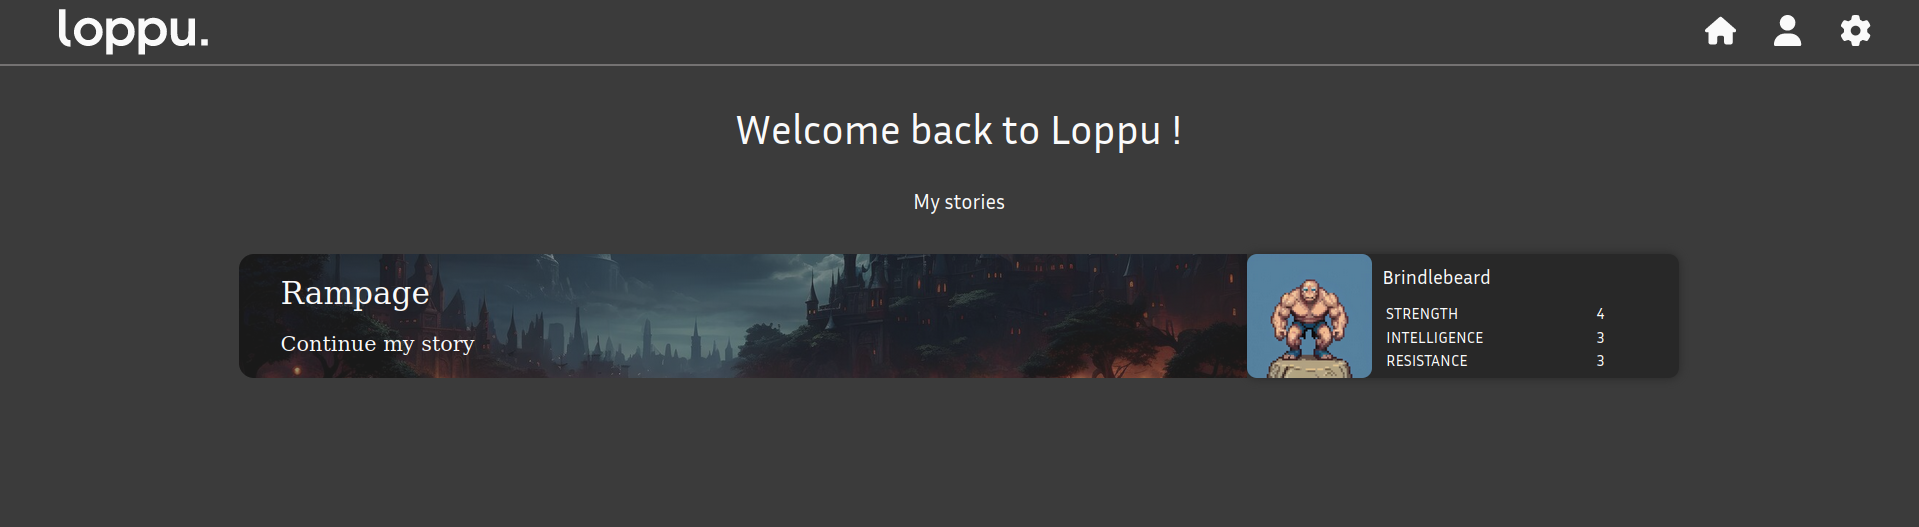 loppu.
Welcome back to Loppu !
My stories
Rampage
Continue my story
Brindlebeard
STRENGTH 4
INTELLIGENCE 3
RESISTANCE 3